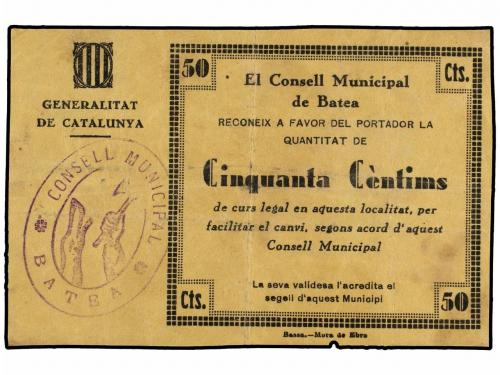 GENERALITAT
DE CATALUNYA
CONSELL MUNICIPAL
BATEA
50
Cts.
El Consell Municipal
de Batea
RECONEIX A FAVOR DEL PORTADOR LA
QUANTITAT DE
Cinquanta Cèntims
de curs legal en aquesta localitat, per
facilitar el canvi, segons acord d'aquest
Consell Municipal
La seva validesa l'acredita el
segell d'aquest Municipi
Cts.
50
Bassa.—Mora de Ebro